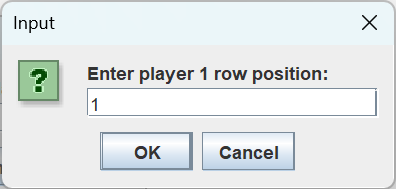 Input
?
Enter player 1 row position:
1
OK
Cancel